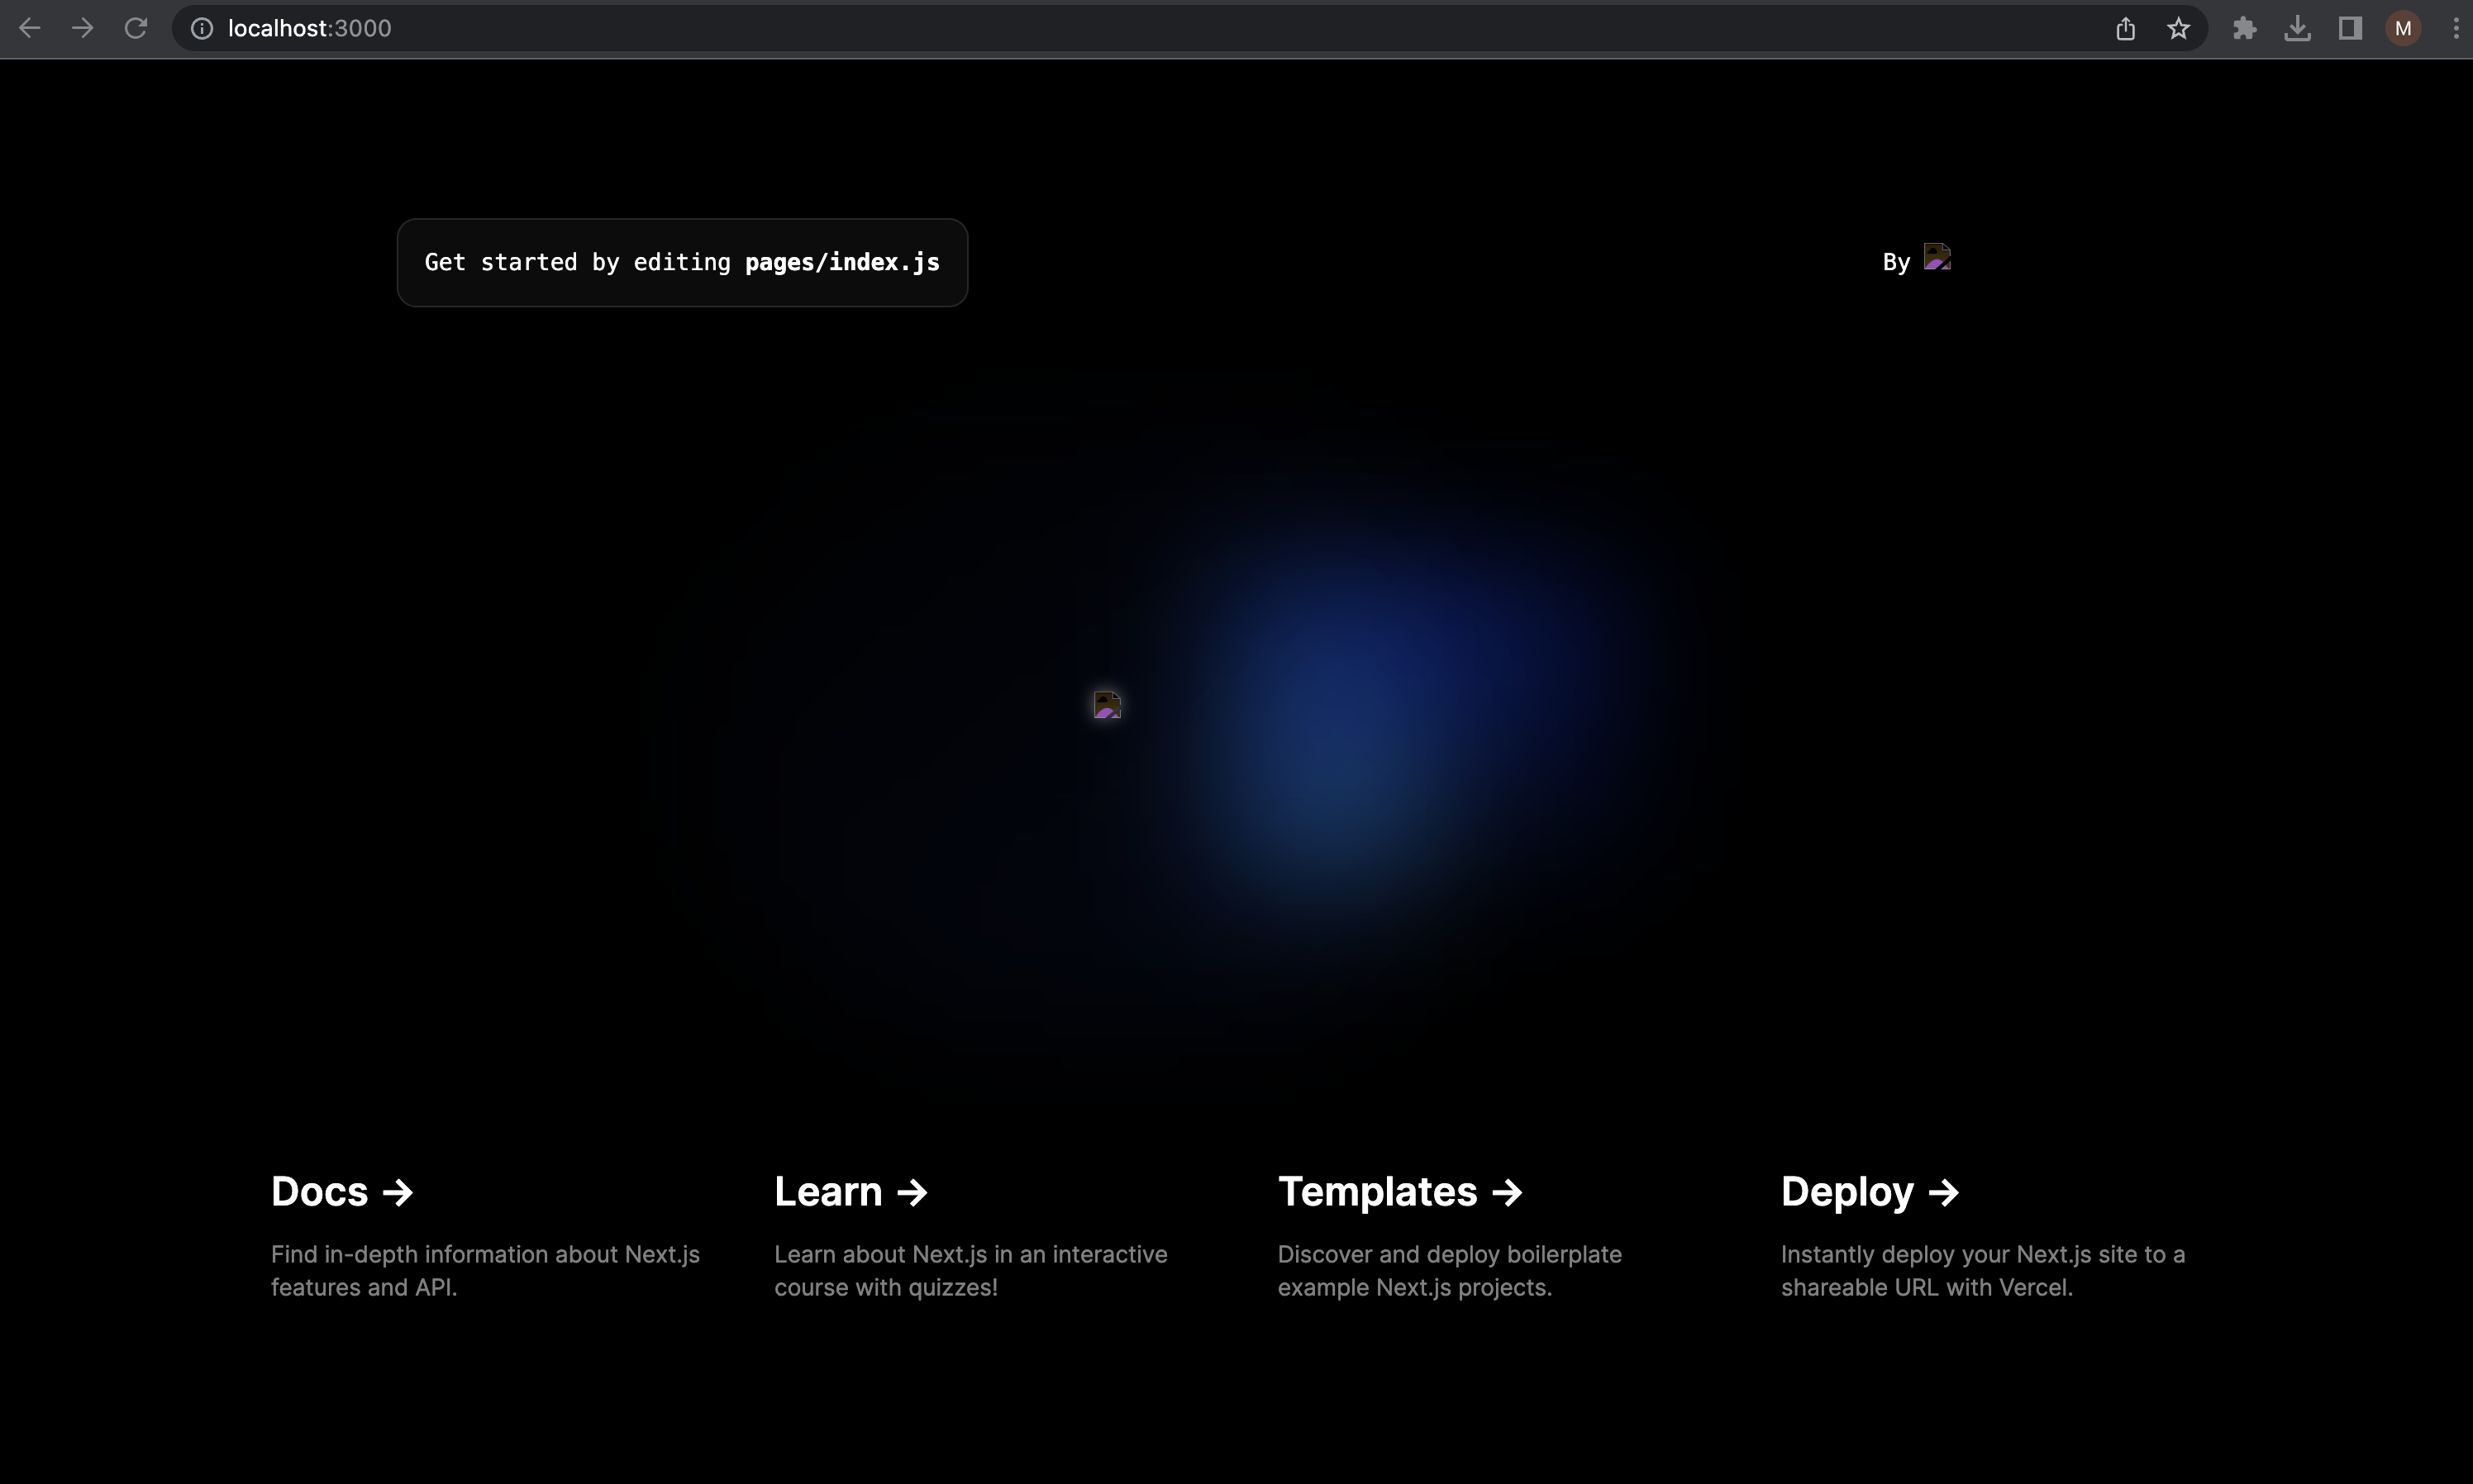 localhost:3000
M
Get started by editing pages/index.js
By
Docs ->
Find in-depth information about Next.js
features and API.
Learn ->
Learn about Next.js in an interactive
course with quizzes!
Templates ->
Discover and deploy boilerplate
example Next.js projects.
Deploy ->
Instantly deploy your Next.js site to a
shareable URL with Vercel.